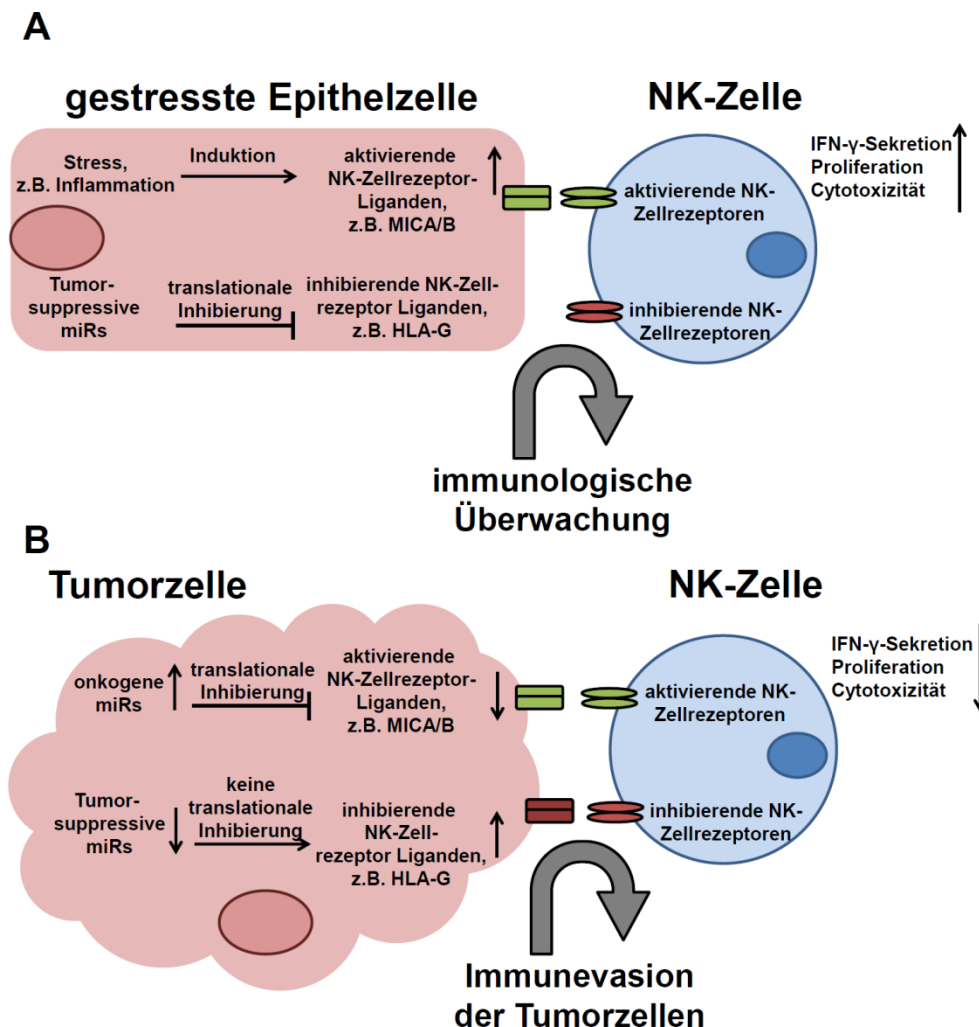 A
gestresste Epithelzelle
NK-Zelle
Stress,
z.B. Inflammation
Induktion
aktivierende
NK-Zellrezeptor-
Liganden,
z.B. MICA/B
aktivierende NK-
Zellrezeptoren
IFN-γ-Sekretion
Proliferation
Cytotoxizität
Tumor-
suppressive
miRs
translationale
Inhibierung
inhibierende NK-Zell-
rezeptor Liganden,
z.B. HLA-G
inhibierende NK-
Zellrezeptoren
immunologische
Überwachung
B
Tumorzelle
NK-Zelle
onkogene
miRs
translationale
Inhibierung
aktivierende
NK-Zellrezeptor-
Liganden,
z.B. MICA/B
aktivierende NK-
Zellrezeptoren
IFN-γ-Sekretion
Proliferation
Cytotoxizität
Tumor-
suppressive
miRs
keine
translationale
Inhibierung
inhibierende
NK-Zell-
rezeptor Liganden,
z.B. HLA-G
inhibierende NK-
Zellrezeptoren
Immunevasion
der Tumorzellen